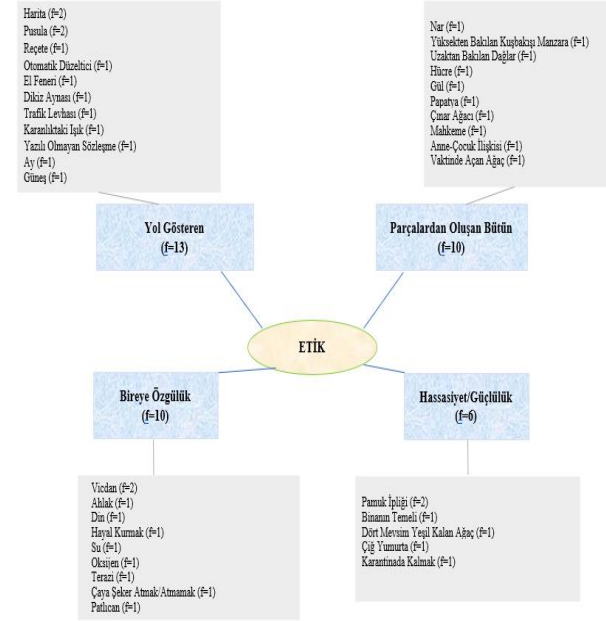 Harita (f=2)
Pusula (f=2)
Reçete (f=1)
Otomatik Düzeltici (f=1)
El Feneri (f=1)
Dikiz Aynası (f=1)
Trafik Levhası (f=1)
Karanlıktaki Işık (f=1)
Yazılı Olmayan Sözleşme (f=1)
Ay (f=1)
Güneş (f=1)
Nar (f=1)
Yüksekten Bakılan Kuşbakışı Manzara (f=1)
Uzaktan Bakılan Dağlar (f=1)
Hücre (f=1)
Gül (f=1)
Papatya (f=1)
Çınar Ağacı (f=1)
Mahkeme (f=1)
Anne-Çocuk İlişkisi (f=1)
Vaktinde Açan Ağaç (f=1)
Yol Gösteren
(f=13)
Parçalardan Oluşan Bütün
(f=10)
ETİK
Bireye Özgülük
(f=10)
Hassasiyet/Güçlülük
(f=6)
Vicdan (f=2)
Ahlak (f=1)
Din (f=1)
Hayal Kurmak (f=1)
Su (f=1)
Oksijen (f=1)
Terazi (f=1)
Çaya Şeker Atmak/Atmamak (f=1)
Patlıcan (f=1)
Pamuk İpliği (f=2)
Binanın Temeli (f=1)
Dört Mevsim Yeşil Kalan Ağaç (f=1)
Çiğ Yumurta (f=1)
Karantinada Kalmak (f=1)